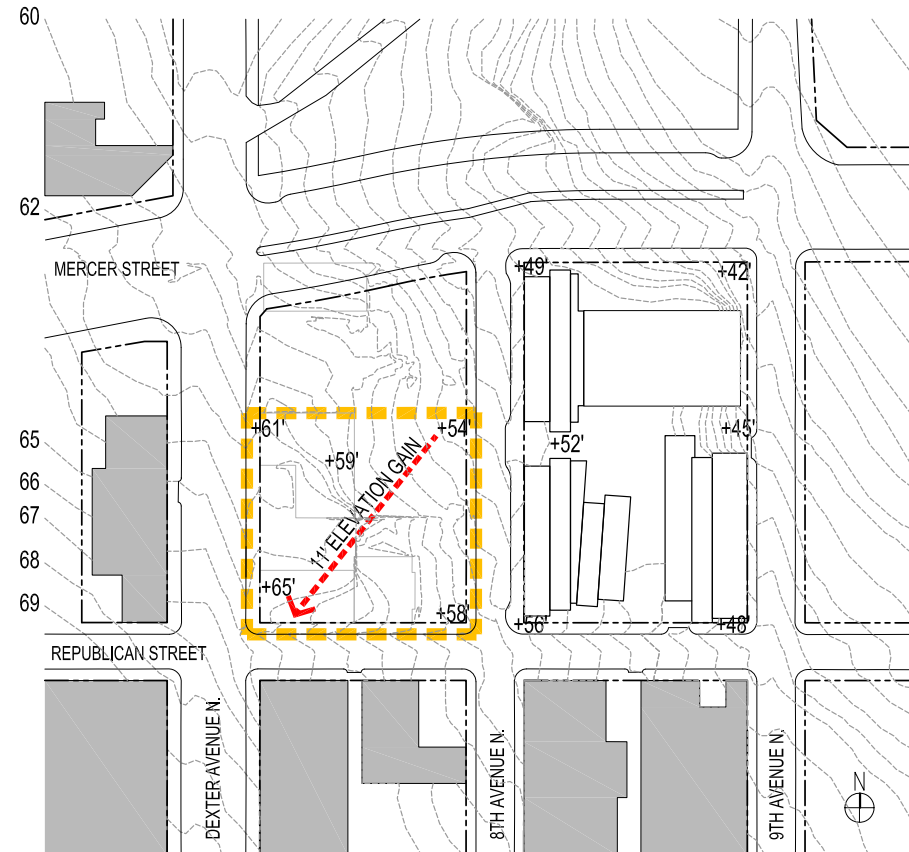 60
62
MERCER STREET
+49'
+42'
65
+61'
+54'
+45'
+52'
66
+59'
67
11' ELEVATION GAIN
68
+65'
69
+58'
+56'
+48'
REPUBLICAN STREET
DEXTER AVENUE N.
8TH AVENUE N.
9TH AVENUE N.
N